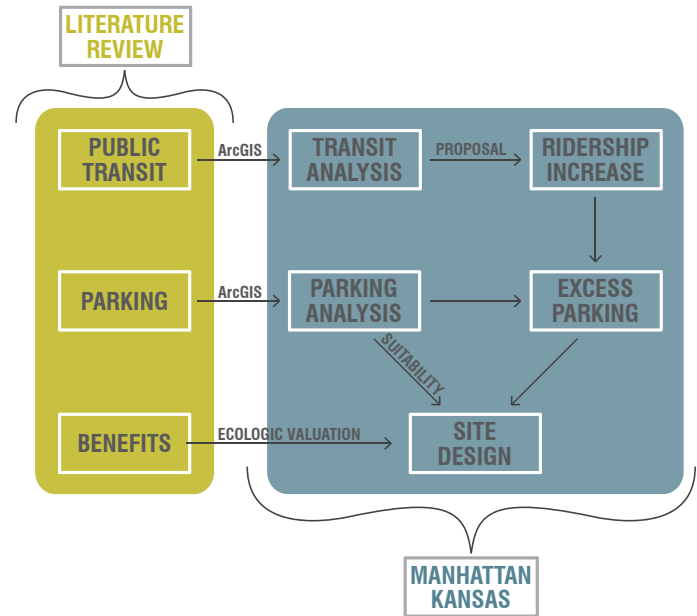 LITERATURE
REVIEW
PUBLIC
TRANSIT
ArcGIS
TRANSIT
ANALYSIS
PROPOSAL
RIDERSHIP
INCREASE
PARKING
ArcGIS
PARKING
ANALYSIS
EXCESS
PARKING
SUITABILITY
BENEFITS
ECOLOGIC VALUATION
SITE
DESIGN
MANHATTAN
KANSAS